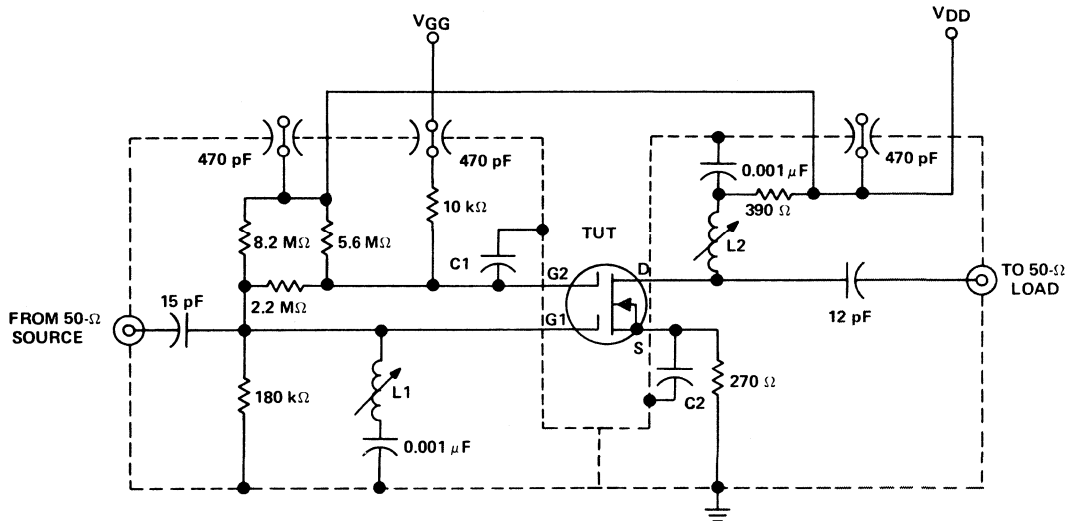 VGG
VDD
470 pF
470 pF
0.001 μF
470 pF
10 kΩ
390 Ω
8.2 MΩ
5.6 MΩ
C1
TUT
L2
G2
D
2.2 MΩ
15 pF
TO 50-Ω
LOAD
FROM 50-Ω
SOURCE
G1
12 pF
S
180 kΩ
L1
C2
270 Ω
0.001 μF